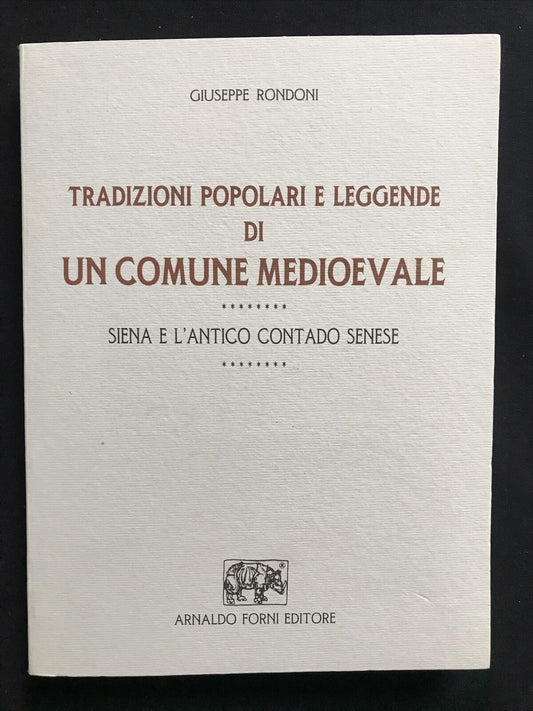 GIUSEPPE RONDONI
TRADIZIONI POPOLARI E LEGGENDE
DI
UN COMUNE MEDIOEVALE
********
SIENA E L'ANTICO CONTADO SENESE
********
®
ARNALDO FORNI EDITORE